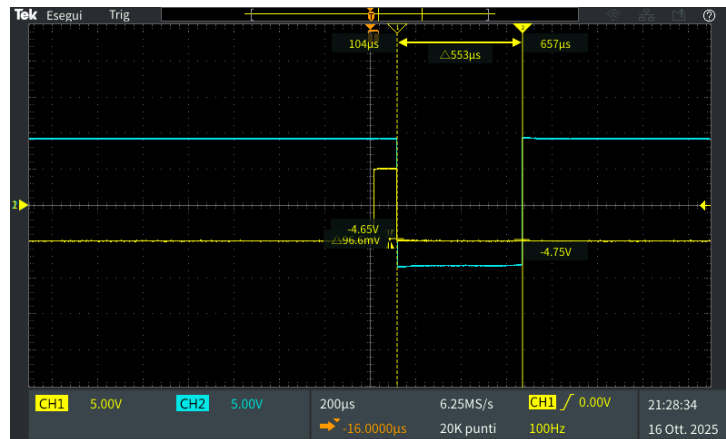 Tek Esegui Trig
104μs 657μs
△553μs
-4.65V
△96.6mV
-4.75V
CH1 5.00V CH2 5.00V 200μs 6.25MS/s CH1 0.00V 21:28:34
-16.0000μs 20K punti 100Hz 16 Ott. 2025